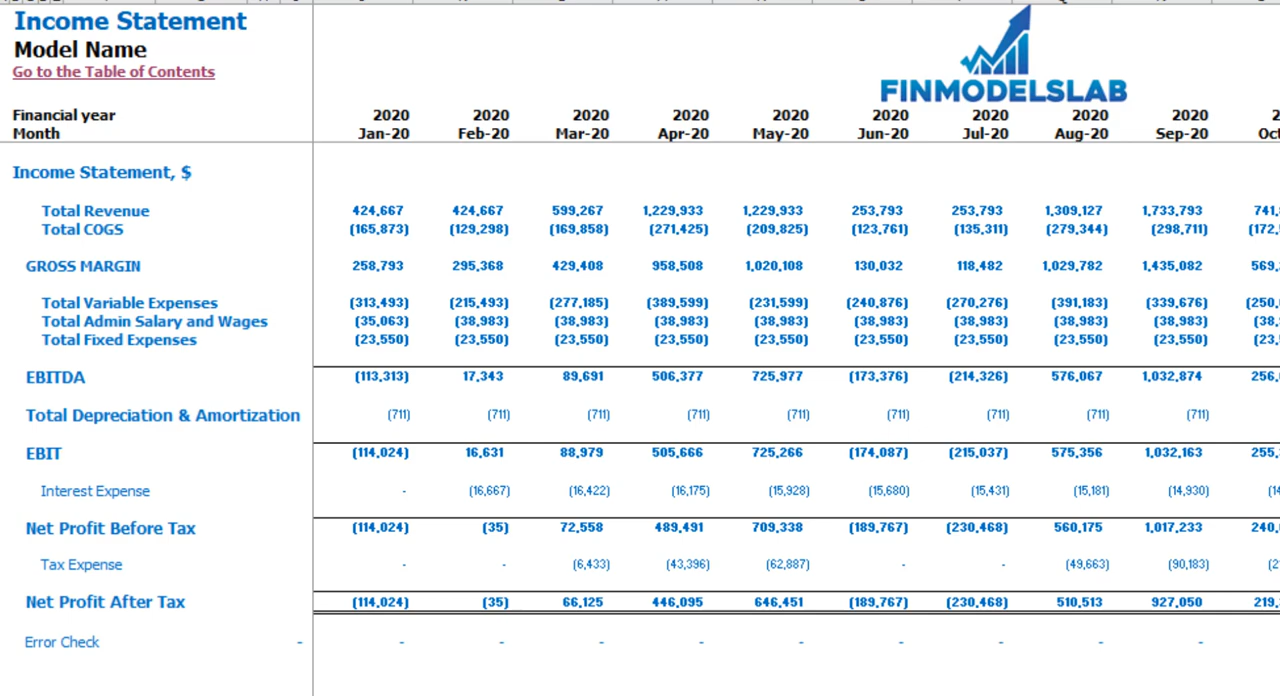 Income Statement
Model Name
Go to the Table of Contents
FINMODELSLAB
Financial year 2020 2020 2020 2020 2020 2020 2020 2020 2020
Month Jan-20 Feb-20 Mar-20 Apr-20 May-20 Jun-20 Jul-20 Aug-20 Sep-20
Income Statement, $
Total Revenue 424,667 424,667 599,267 1,229,933 1,229,933 253,793 253,793 1,309,127 1,733,793
Total COGS (165,873) (129,298) (169,858) (271,425) (209,825) (123,761) (135,311) (279,344) (298,711)
GROSS MARGIN 258,793 295,368 429,408 958,508 1,020,108 130,032 118,482 1,029,782 1,435,082
Total Variable Expenses (313,493) (215,493) (277,185) (389,599) (231,599) (240,876) (270,276) (391,183) (339,676)
Total Admin Salary and Wages (35,063) (38,983) (38,983) (38,983) (38,983) (38,983) (38,983) (38,983) (38,983)
Total Fixed Expenses (23,550) (23,550) (23,550) (23,550) (23,550) (23,550) (23,550) (23,550) (23,550)
EBITDA (113,313) 17,343 89,691 506,377 725,977 (173,376) (214,326) 576,067 1,032,874
Total Depreciation & Amortization (711) (711) (711) (711) (711) (711) (711) (711) (711)
EBIT (114,024) 16,631 88,979 505,666 725,266 (174,087) (215,037) 575,356 1,032,163
Interest Expense - (16,667) (16,422) (16,175) (15,928) (15,680) (15,431) (15,181) (14,930)
Net Profit Before Tax (114,024) (35) 72,558 489,491 709,338 (189,767) (230,468) 560,175 1,017,233
Tax Expense - - (6,433) (43,396) (62,887) - - (49,663) (90,183)
Net Profit After Tax (114,024) (35) 66,125 446,095 646,451 (189,767) (230,468) 510,513 927,050
Error Check - - - - - - - - - -